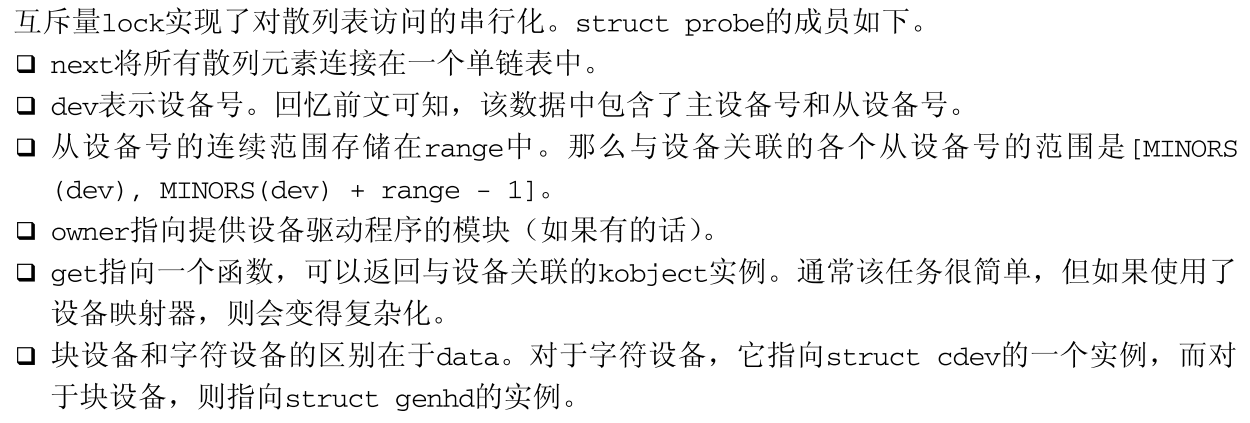 互斥量lock实现了对散列表访问的串行化。struct probe的成员如下。
❑ next将所有散列元素连接在一个单链表中。
❑ dev表示设备号。回忆前文可知，该数据中包含了主设备号和从设备号。
❑ 从设备号的连续范围存储在range中。那么与设备关联的各个从设备号的范围是[MINORS
(dev), MINORS(dev) + range - 1]。
❑ owner指向提供设备驱动程序的模块（如果有的话）。
❑ get指向一个函数，可以返回与设备关联的kobject实例。通常该任务很简单，但如果使用了
设备映射器，则会变得复杂化。
❑ 块设备和字符设备的区别在于data。对于字符设备，它指向struct cdev的一个实例，而对
于块设备，则指向struct genhd的实例。